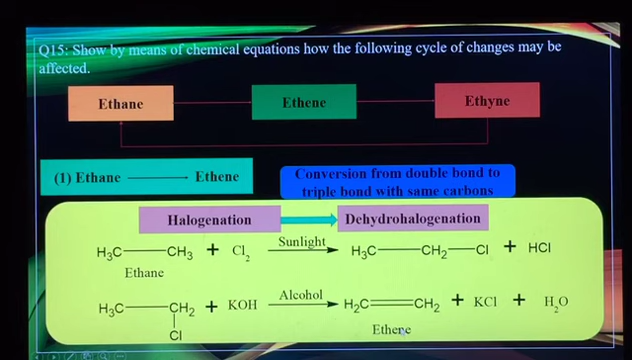 Q15: Show by means of chemical equations how the following cycle of changes may be
affected.
Ethane
Ethene
Ethyne
(1) Ethane
Ethene
Conversion from double bond to
triple bond with same carbons
Halogenation
Dehydrohalogenation
H₃C—CH₃ + Cl₂ Sunlight H₃C—CH₂—Cl + HCl
Ethane
H₃C—CH₂ + KOH Alcohol H₂C=CH₂ + KCl + H₂O
Cl
Ethene